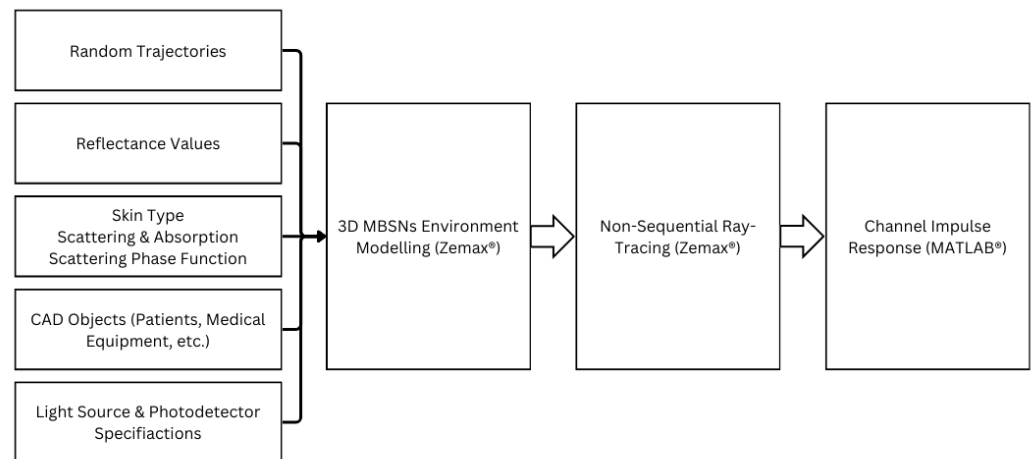 Random Trajectories
Reflectance Values
Skin Type
Scattering & Absorption
Scattering Phase Function
CAD Objects (Patients, Medical
Equipment, etc.)
Light Source & Photodetector
Specifiactions
3D MBSNs Environment
Modelling (Zemax®)
Non-Sequential Ray-
Tracing (Zemax®)
Channel Impulse
Response (MATLAB®)